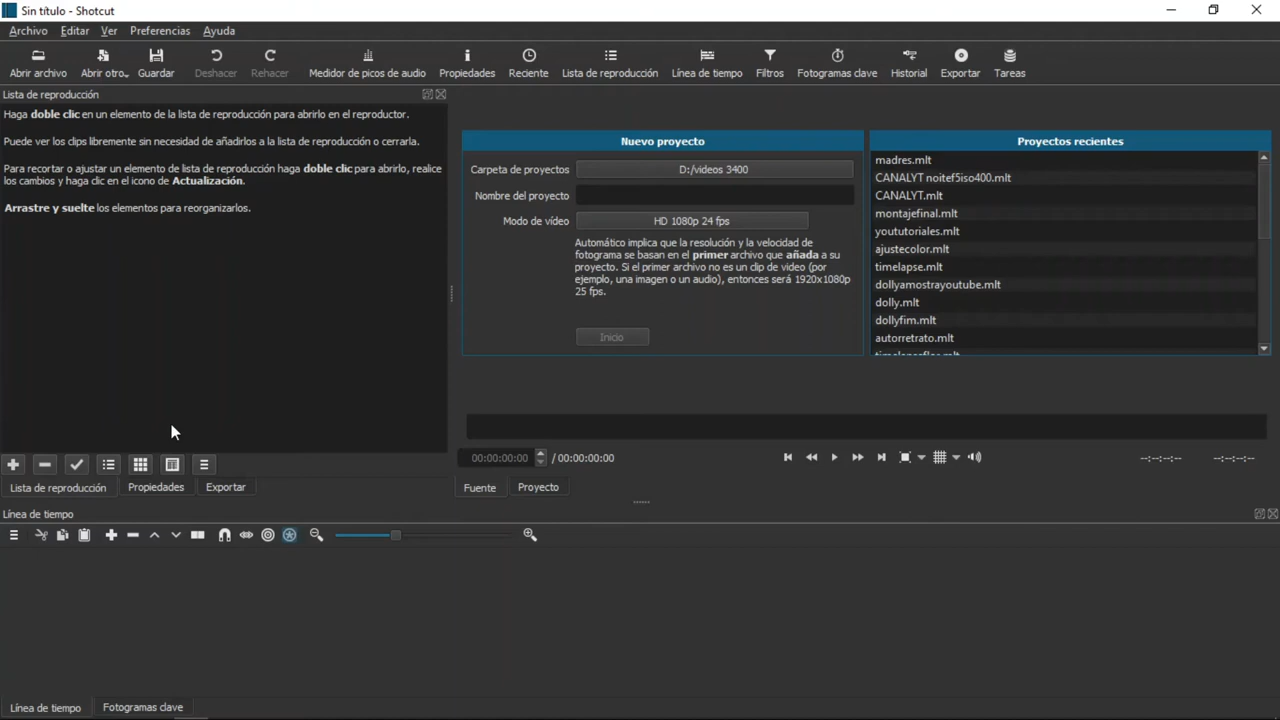 Sin título - Shotcut
Archivo Editar Ver Preferencias Ayuda
Abrir archivo Abrir otro.. Guardar Deshacer Rehacer Medidor de picos de audio Propiedades Reciente Lista de reproducción Línea de tiempo Filtros Fotogramas clave Historial Exportar Tareas
Lista de reproducción
Haga doble clic en un elemento de la lista de reproducción para abrirlo en el reproductor.
Puede ver los clips libremente sin necesidad de añadirlos a la lista de reproducción o cerrarla.
Para recortar o ajustar un elemento de lista de reproducción haga doble clic para abrirlo, realice
los cambios y haga clic en el icono de Actualización.
Arrastre y suelte los elementos para reorganizarlos.
Lista de reproducción Propiedades Exportar
Nuevo proyecto
Carpeta de proyectos D:/videos 3400
Nombre del proyecto
Modo de vídeo HD 1080p 24 fps
Automático implica que la resolución y la velocidad de
fotograma se basan en el primer archivo que añada a su
proyecto. Si el primer archivo no es un clip de video (por
ejemplo, una imagen o un audio), entonces será 1920x1080p
25 fps.
Inicio
Proyectos recientes
madres.mlt
CANALYT noitef5iso400.mlt
CANALYT.mlt
montajefinal.mlt
yoututoriales.mlt
ajustecolor.mlt
timelapse.mlt
dollyamostrayoutube.mlt
dolly.mlt
dollyfim.mlt
autorretrato.mlt
00:00:00:00 / 00:00:00:00 --:--:--:-- --:--:--:--
Fuente Proyecto
Línea de tiempo
Línea de tiempo Fotogramas clave